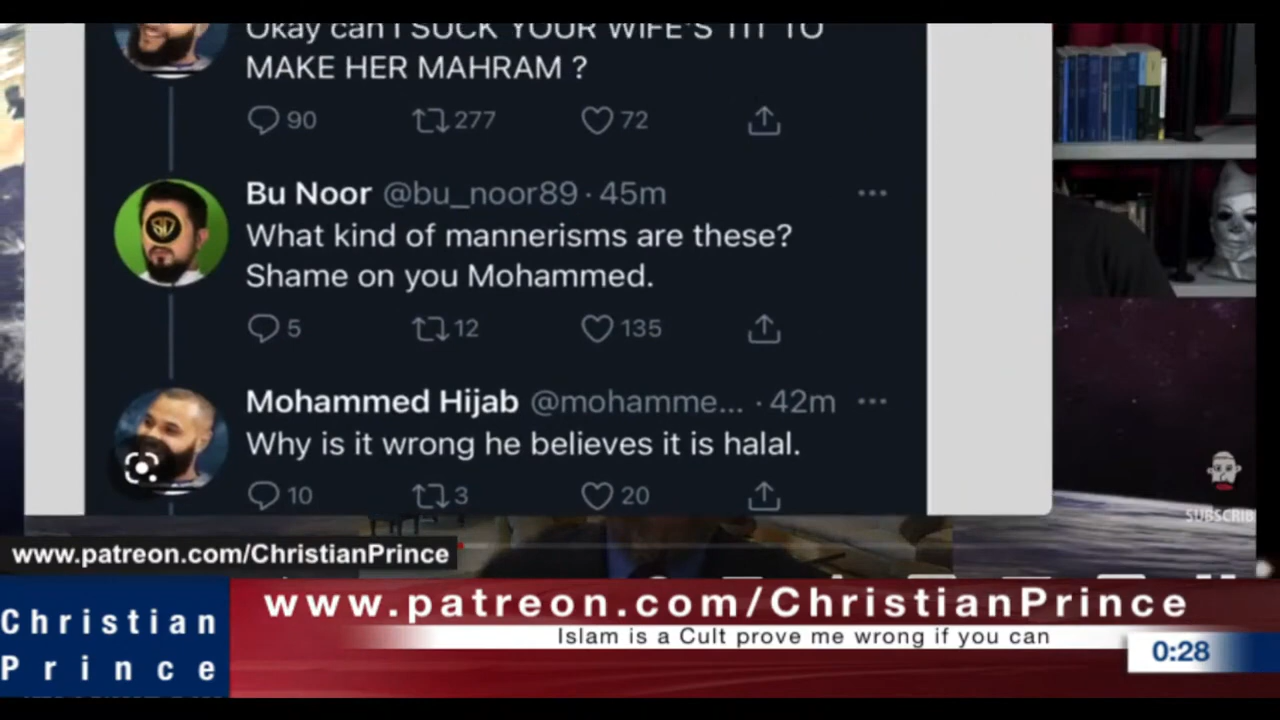 Okay can I SUCK YOUR WIFE'S TIT TO
MAKE HER MAHRAM ?
90 277 72
Bu Noor @bu_noor89 · 45m
What kind of mannerisms are these?
Shame on you Mohammed.
5 12 135
Mohammed Hijab @mohamme... · 42m
Why is it wrong he believes it is halal.
10 3 20
SUBSCRIB
www.patreon.com/ChristianPrince
Christian
Prince
www.patreon.com/ChristianPrince
Islam is a Cult prove me wrong if you can
0:28